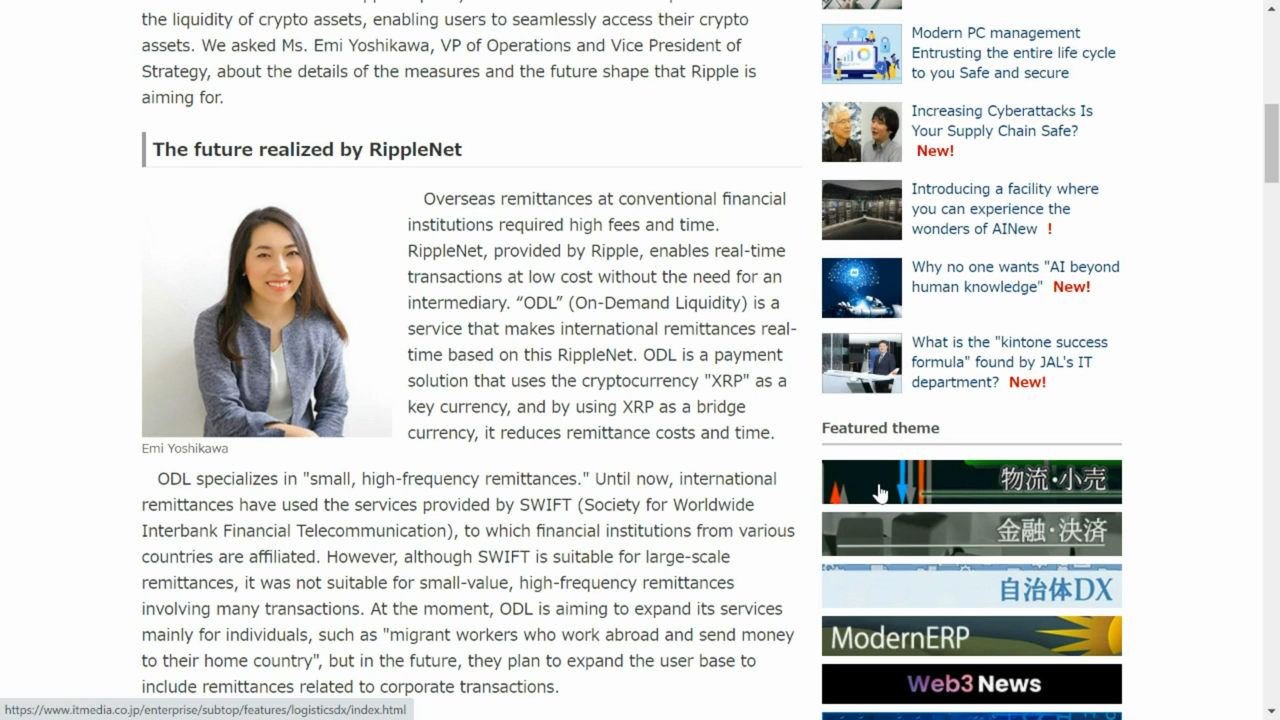 the liquidity of crypto assets, enabling users to seamlessly access their crypto
assets. We asked Ms. Emi Yoshikawa, VP of Operations and Vice President of
Strategy, about the details of the measures and the future shape that Ripple is
aiming for.
The future realized by RippleNet
Overseas remittances at conventional financial
institutions required high fees and time.
RippleNet, provided by Ripple, enables real-time
transactions at low cost without the need for an
intermediary. “ODL” (On-Demand Liquidity) is a
service that makes international remittances real-
time based on this RippleNet. ODL is a payment
solution that uses the cryptocurrency "XRP" as a
key currency, and by using XRP as a bridge
currency, it reduces remittance costs and time.
Emi Yoshikawa
ODL specializes in "small, high-frequency remittances." Until now, international
remittances have used the services provided by SWIFT (Society for Worldwide
Interbank Financial Telecommunication), to which financial institutions from various
countries are affiliated. However, although SWIFT is suitable for large-scale
remittances, it was not suitable for small-value, high-frequency remittances
involving many transactions. At the moment, ODL is aiming to expand its services
mainly for individuals, such as "migrant workers who work abroad and send money
to their home country", but in the future, they plan to expand the user base to
include remittances related to corporate transactions.
Modern PC management
Entrusting the entire life cycle
to you Safe and secure
Increasing Cyberattacks Is
Your Supply Chain Safe?
New!
Introducing a facility where
you can experience the
wonders of AINew !
Why no one wants "AI beyond
human knowledge" New!
What is the "kintone success
formula" found by JAL's IT
department? New!
Featured theme
物流·小売
金融·決済
自治体DX
ModernERP
Web3 News
https://www.itmedia.co.jp/enterprise/subtop/features/logisticsdx/index.html